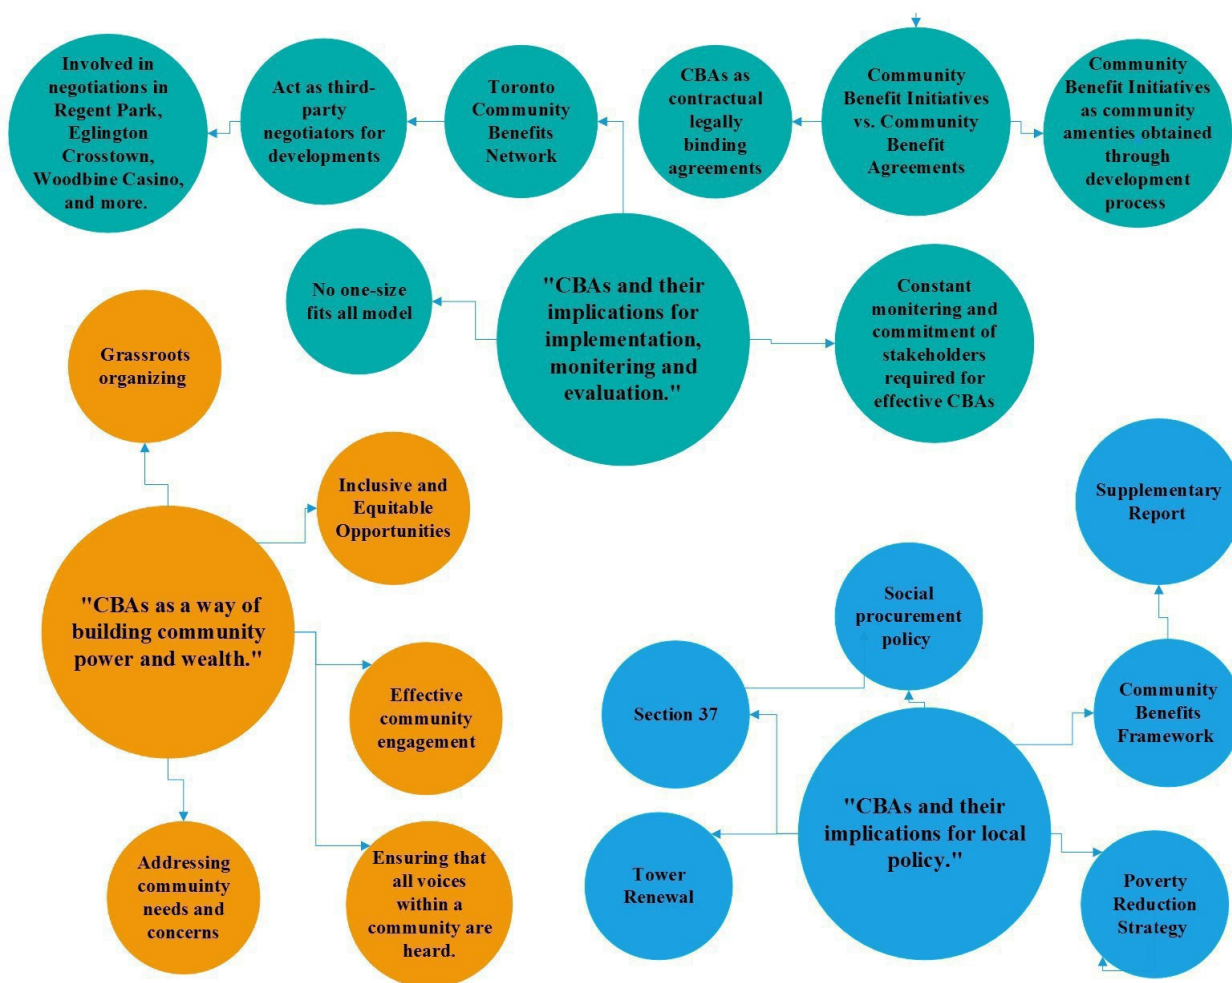 Involved in
negotiations in
Regent Park,
Eglington
Crosstown,
Woodbine Casino,
and more.
Act as third-
party
negotiators for
developments
Toronto
Community
Benefits
Network
CBAs as
contractual
legally
binding
agreements
Community
Benefit Initiatives
vs. Community
Benefit
Agreements
Community
Benefit Initiatives
as community
amenties obtained
through
development
process
No one-size
fits all model
"CBAs and their
implications for
implementation,
monitering and
evaluation."
Constant
monitering and
commitment of
stakeholders
required for
effective CBAs
Grassroots
organizing
Inclusive and
Equitable
Opportunities
"CBAs as a way of
building community
power and wealth."
Effective
community
engagement
Addressing
commuinty
needs and
concerns
Ensuring that
all voices
within a
community are
heard.
Supplementary
Report
Social
procurement
policy
Section 37
Community
Benefits
Framework
"CBAs and their
implications for local
policy."
Tower
Renewal
Poverty
Reduction
Strategy